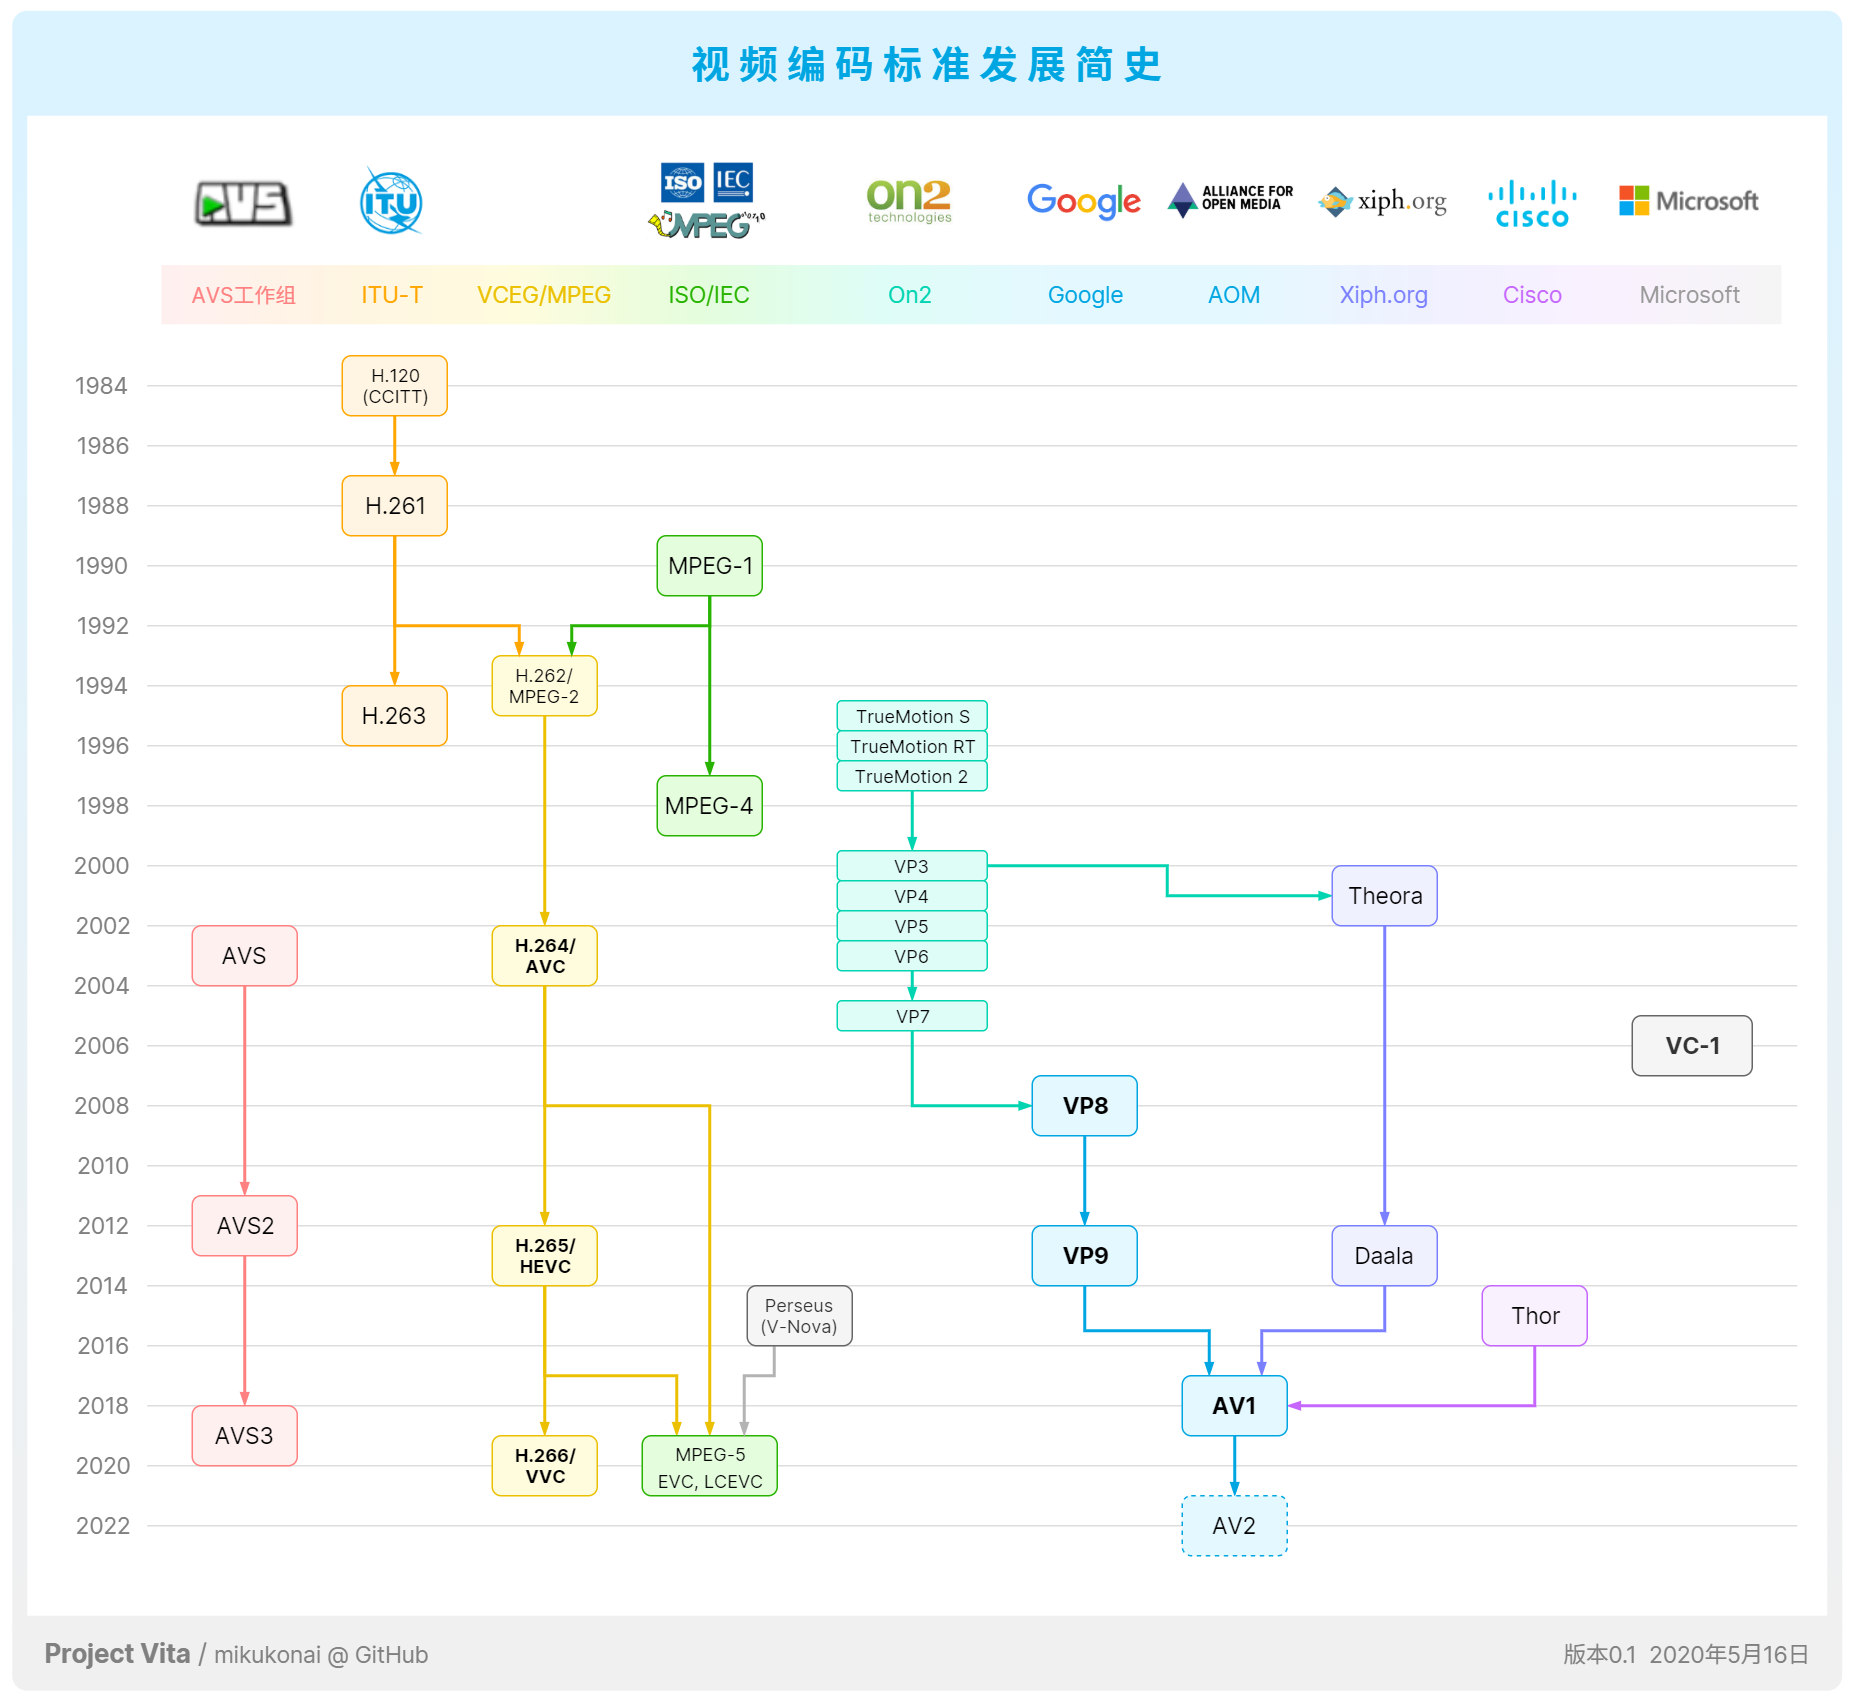 视频编码标准发展简史
AVS
ITU
ISO IEC
MPEG
on2
technologies
Google
ALLIANCE FOR
OPEN MEDIA
xiph.org
CISCO
Microsoft
AVS工作组 ITU-T VCEG/MPEG ISO/IEC On2 Google AOM Xiph.org Cisco Microsoft
1984
H.120
(CCITT)
1986
1988
H.261
1990
MPEG-1
1992
H.262/
MPEG-2
1994
H.263
TrueMotion S
1996
TrueMotion RT
TrueMotion 2
1998
MPEG-4
2000
VP3
Theora
VP4
2002
VP5
AVS
H.264/
AVC
VP6
2004
VP7
2006
VC-1
2008
VP8
2010
2012
AVS2
H.265/
HEVC
VP9
Daala
2014
Perseus
(V-Nova)
Thor
2016
2018
AV1
AVS3
H.266/
VVC
MPEG-5
EVC, LCEVC
2020
2022
AV2
Project Vita / mikukonai @ GitHub
版本0.1 2020年5月16日